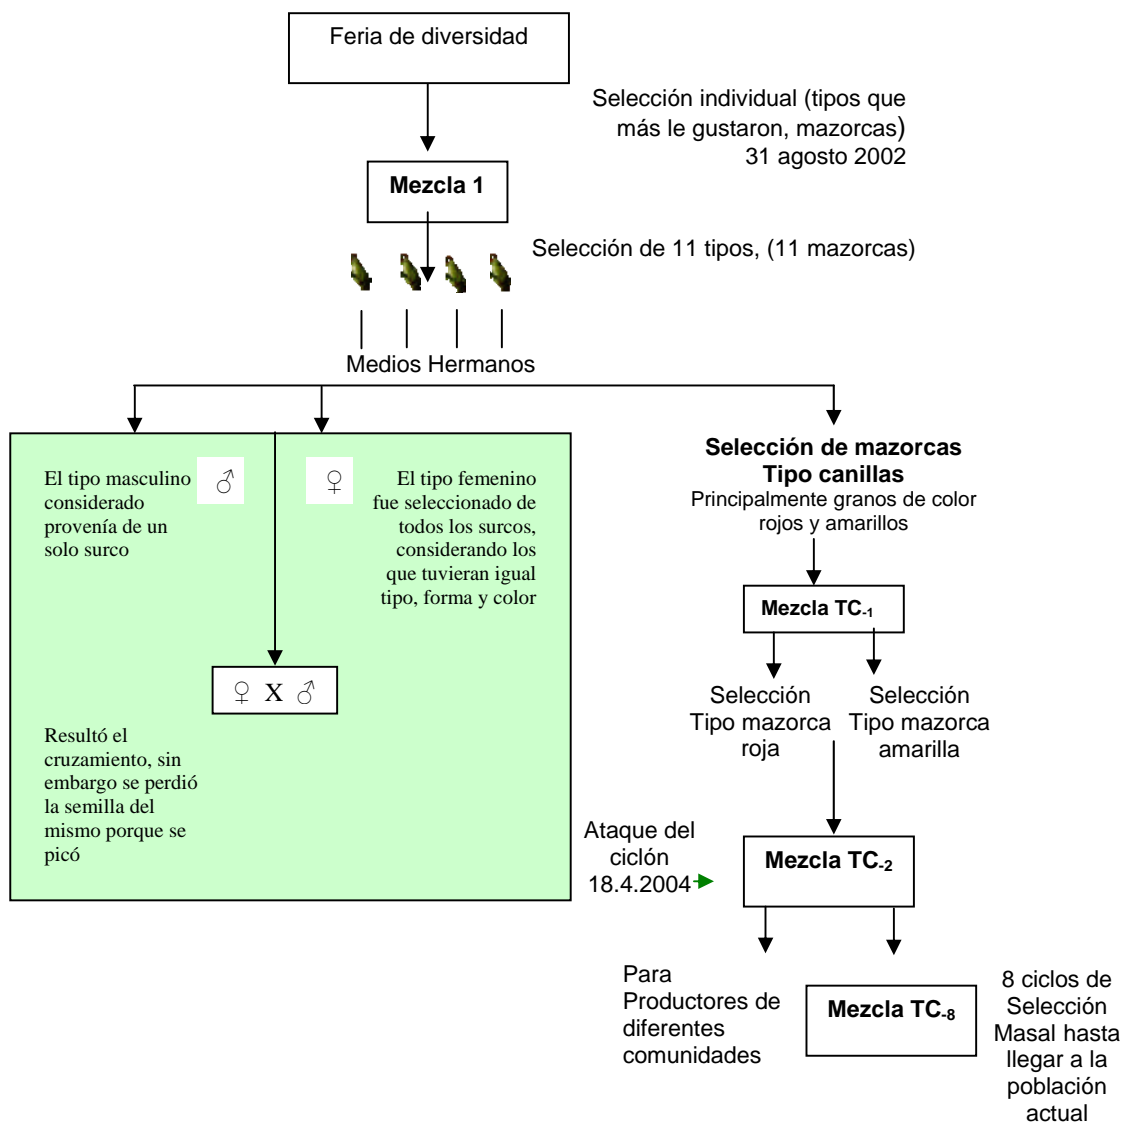 Feria de diversidad
Selección individual (tipos que
más le gustaron, mazorcas)
31 agosto 2002
Mezcla 1
Selección de 11 tipos, (11 mazorcas)
Medios Hermanos
El tipo masculino
considerado
provenía de un
solo surco
♂
♀
El tipo femenino
fue seleccionado de
todos los surcos,
considerando los
que tuvieran igual
tipo, forma y color
♀ X ♂
Resultó el
cruzamiento, sin
embargo se perdió
la semilla del
mismo porque se
picó
Selección de mazorcas
Tipo canillas
Principalmente granos de color
rojos y amarillos
Mezcla TC-1
Selección
Tipo mazorca
roja
Selección
Tipo mazorca
amarilla
Ataque del
ciclón
18.4.2004
Mezcla TC-2
Para
Productores de
diferentes
comunidades
Mezcla TC-8
8 ciclos de
Selección
Masal hasta
llegar a la
población
actual